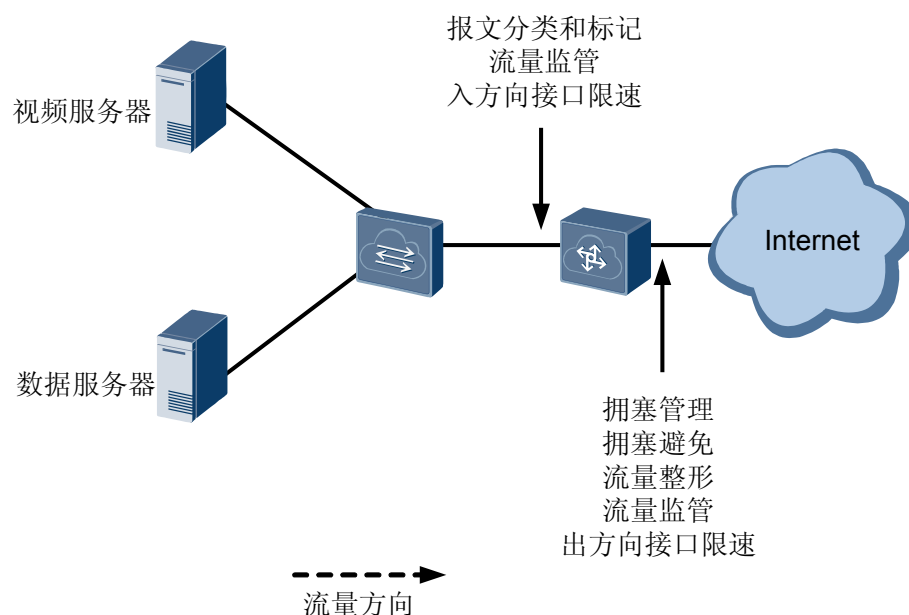 报文分类和标记
流量监管
入方向接口限速
视频服务器
Internet
数据服务器
拥塞管理
拥塞避免
流量整形
流量监管
出方向接口限速
流量方向